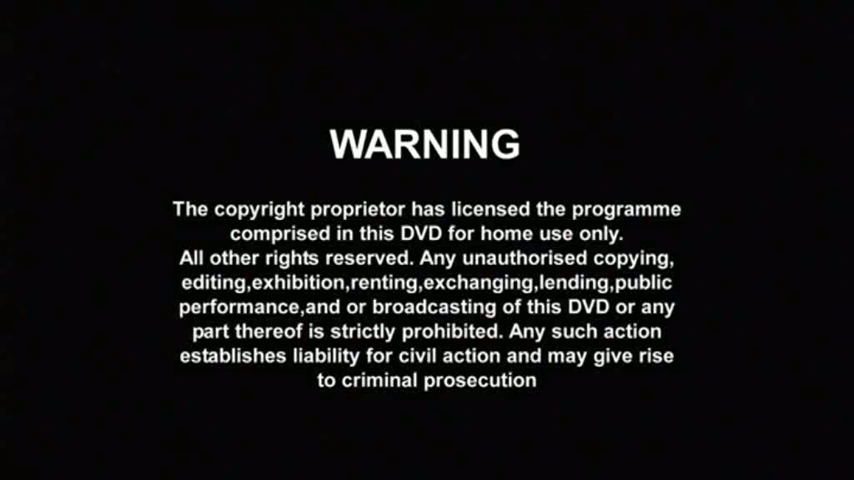 WARNING
The copyright proprietor has licensed the programme
comprised in this DVD for home use only.
All other rights reserved. Any unauthorised copying,
editing,exhibition,renting,exchanging,lending,public
performance,and or broadcasting of this DVD or any
part thereof is strictly prohibited. Any such action
establishes liability for civil action and may give rise
to criminal prosecution